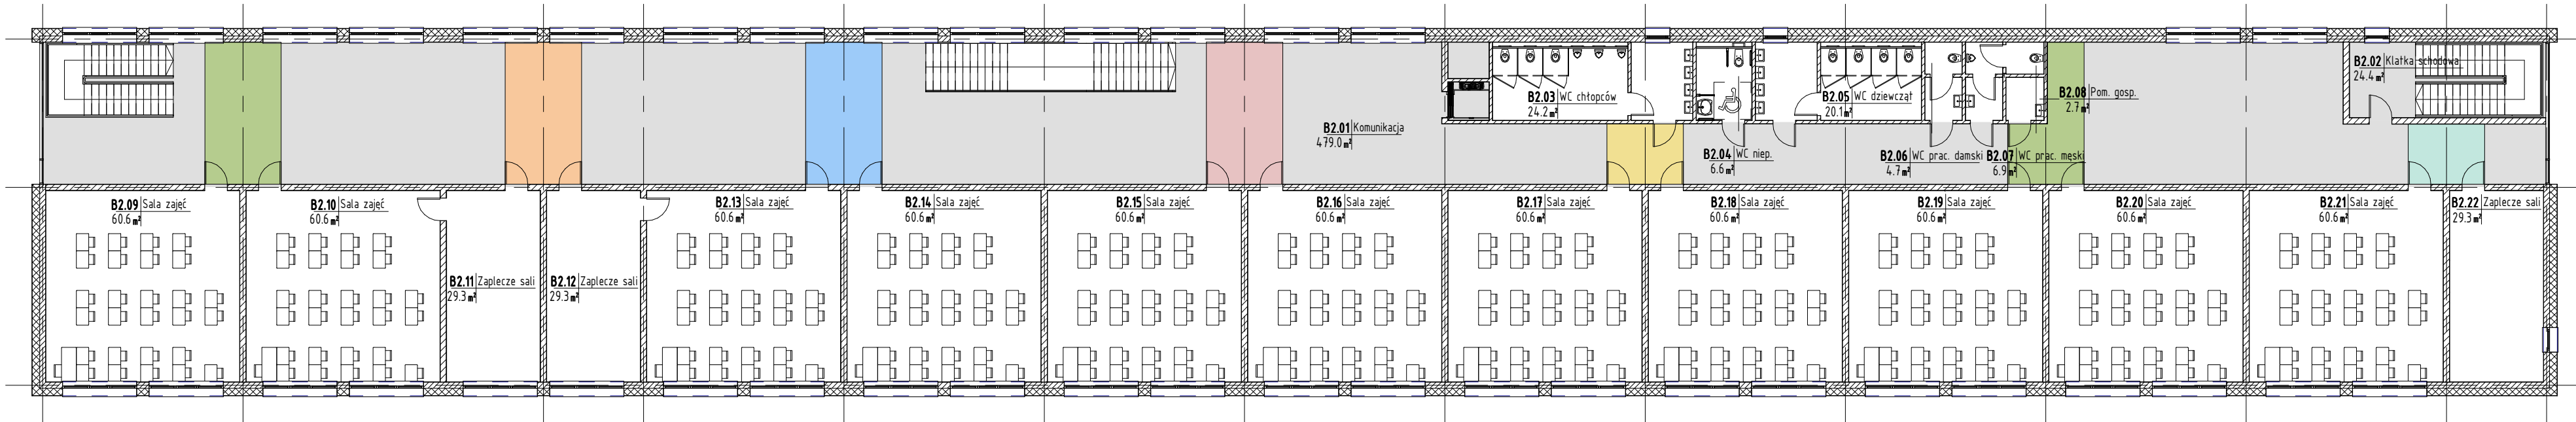 B2.02 Klatka schodowa
24.4 m²
B2.03 WC chłopców
24.2 m²
B2.05 WC dziewcząt
20.1 m²
B2.08 Pom. gosp.
2.7 m²
B2.01 Komunikacja
479.0 m²
B2.04 WC niep.
6.6 m²
B2.06 WC prac. damski
4.7 m²
B2.07 WC prac. męski
6.9 m²
B2.09 Sala zajęć
60.6 m²
B2.10 Sala zajęć
60.6 m²
B2.11 Zaplecze sali
29.3 m²
B2.12 Zaplecze sali
29.3 m²
B2.13 Sala zajęć
60.6 m²
B2.14 Sala zajęć
60.6 m²
B2.15 Sala zajęć
60.6 m²
B2.16 Sala zajęć
60.6 m²
B2.17 Sala zajęć
60.6 m²
B2.18 Sala zajęć
60.6 m²
B2.19 Sala zajęć
60.6 m²
B2.20 Sala zajęć
60.6 m²
B2.21 Sala zajęć
60.6 m²
B2.22 Zaplecze sali
29.3 m²